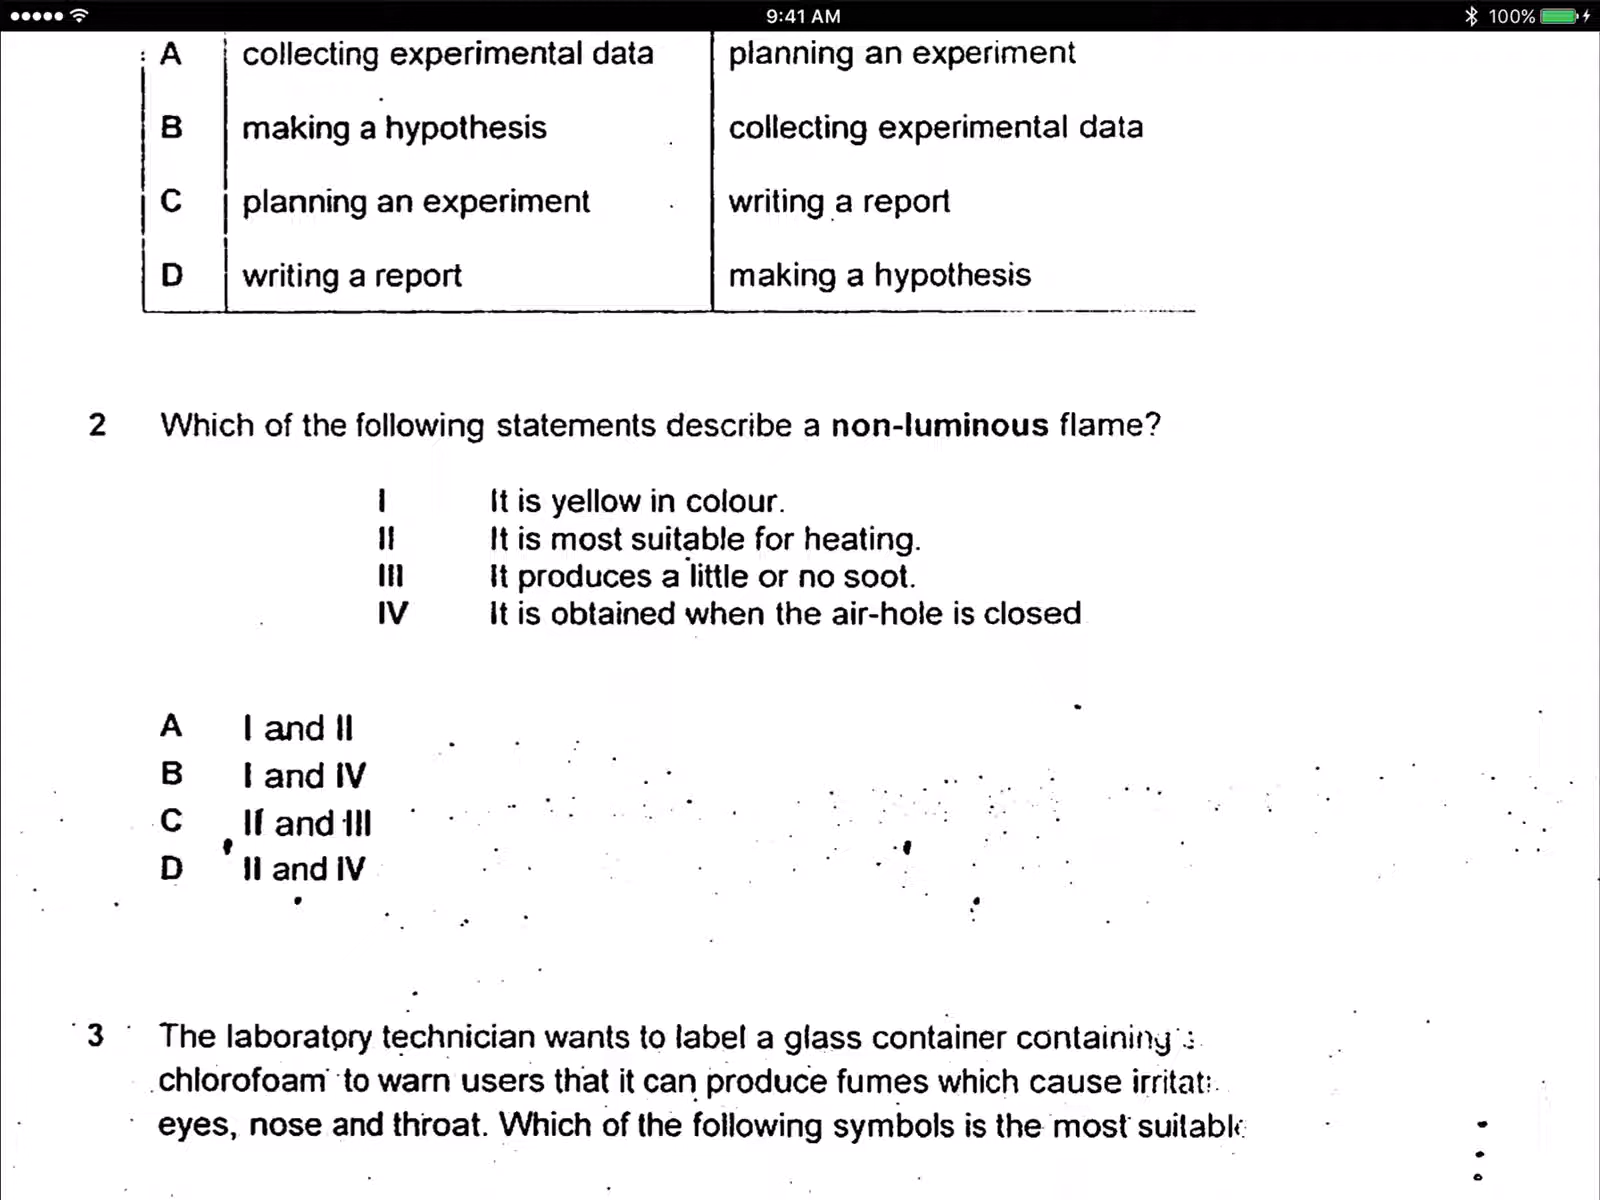 9:41 AM
100%
A collecting experimental data planning an experiment
B making a hypothesis collecting experimental data
C planning an experiment writing a report
D writing a report making a hypothesis
2 Which of the following statements describe a non-luminous flame?
I It is yellow in colour.
II It is most suitable for heating.
III It produces a little or no soot.
IV It is obtained when the air-hole is closed
A I and II
B I and IV
C II and III
D II and IV
3 The laboratory technician wants to label a glass container containing
chlorofoam to warn users that it can produce fumes which cause
eyes, nose and throat. Which of the following symbols is the most